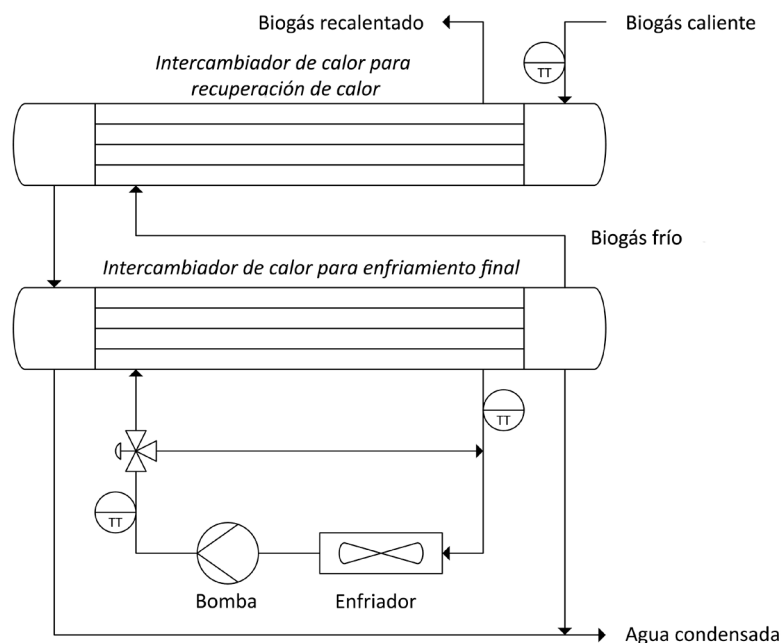 Biogás recalentado
Biogás caliente
TT
Intercambiador de calor para
recuperación de calor
Biogás frío
Intercambiador de calor para enfriamiento final
TT
TT
Bomba
Enfriador
Agua condensada